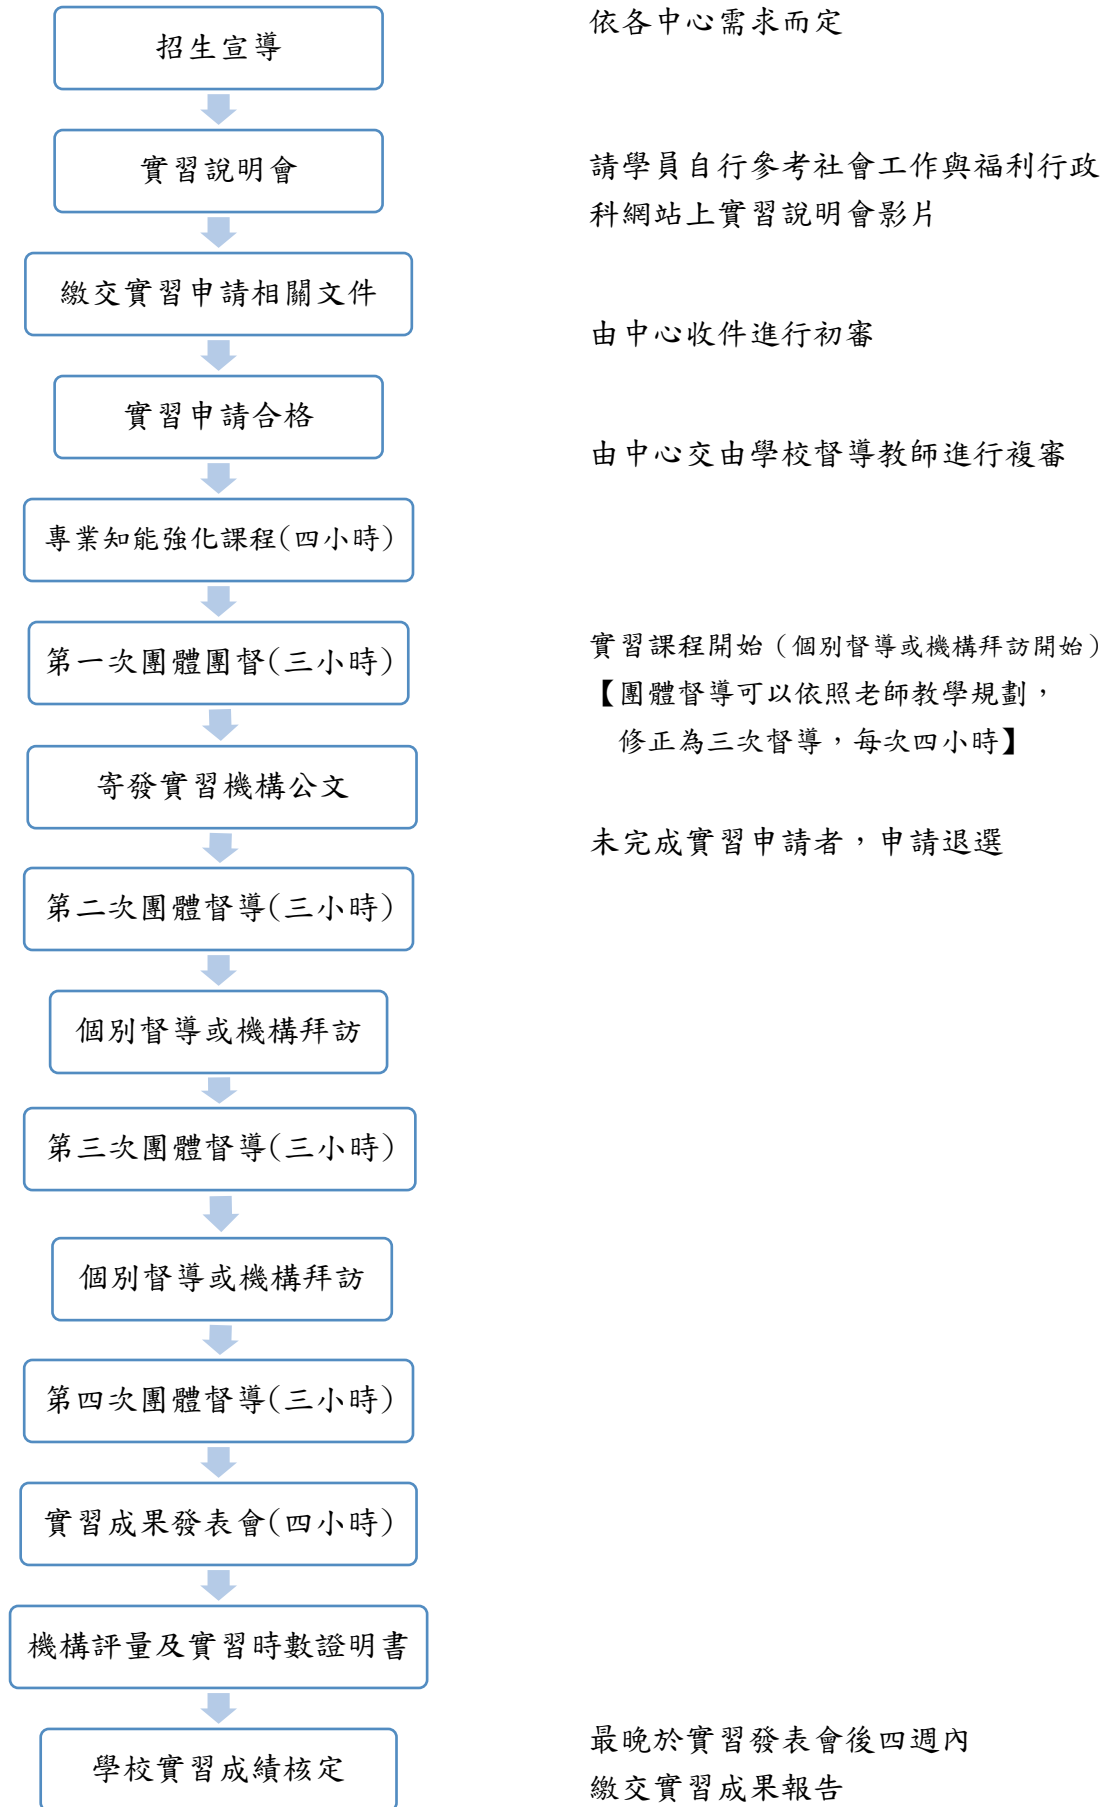 招生宣導
依各中心需求而定
實習說明會
請學員自行參考社會工作與福利行政
科網站上實習說明會影片
繳交實習申請相關文件
由中心收件進行初審
實習申請合格
由中心交由學校督導教師進行複審
專業知能強化課程(四小時)
第一次團體團督(三小時)
實習課程開始（個別督導或機構拜訪開始）
【團體督導可以依照老師教學規劃，
修正為三次督導，每次四小時】
寄發實習機構公文
未完成實習申請者，申請退選
第二次團體督導(三小時)
個別督導或機構拜訪
第三次團體督導(三小時)
個別督導或機構拜訪
第四次團體督導(三小時)
實習成果發表會(四小時)
機構評量及實習時數證明書
學校實習成績核定
最晚於實習發表會後四週內
繳交實習成果報告